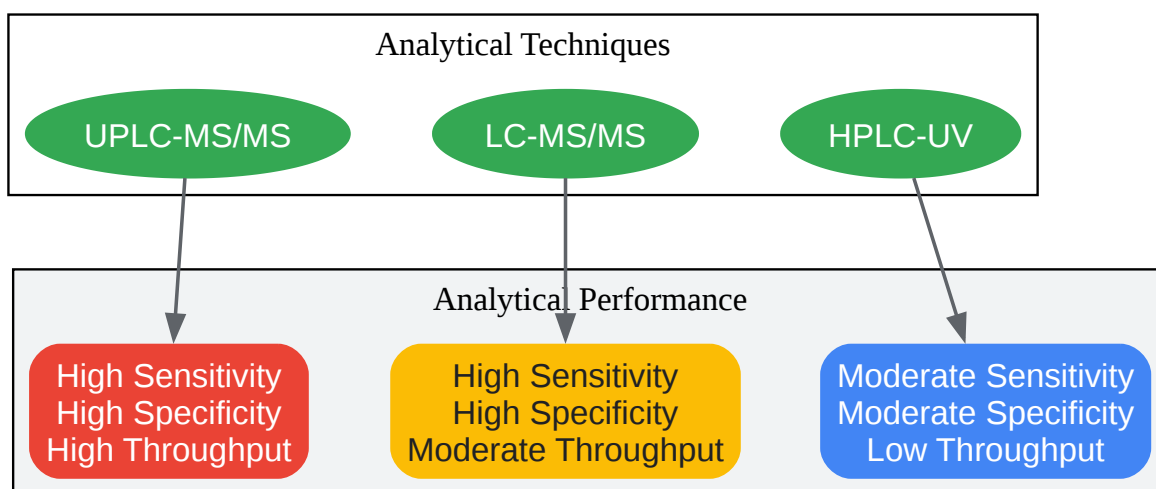 Analytical Techniques
UPLC-MS/MS
LC-MS/MS
HPLC-UV
Analytical Performance
High Sensitivity
High Specificity
High Throughput
High Sensitivity
High Specificity
Moderate Throughput
Moderate Sensitivity
Moderate Specificity
Low Throughput